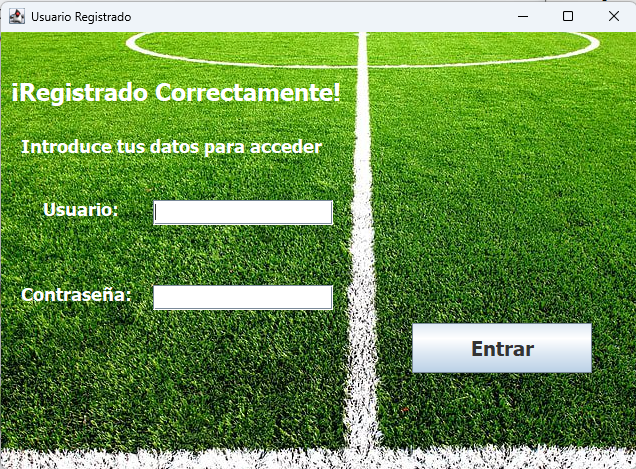 Usuario Registrado
¡Registrado Correctamente!
Introduce tus datos para acceder
Usuario:
Contraseña:
Entrar